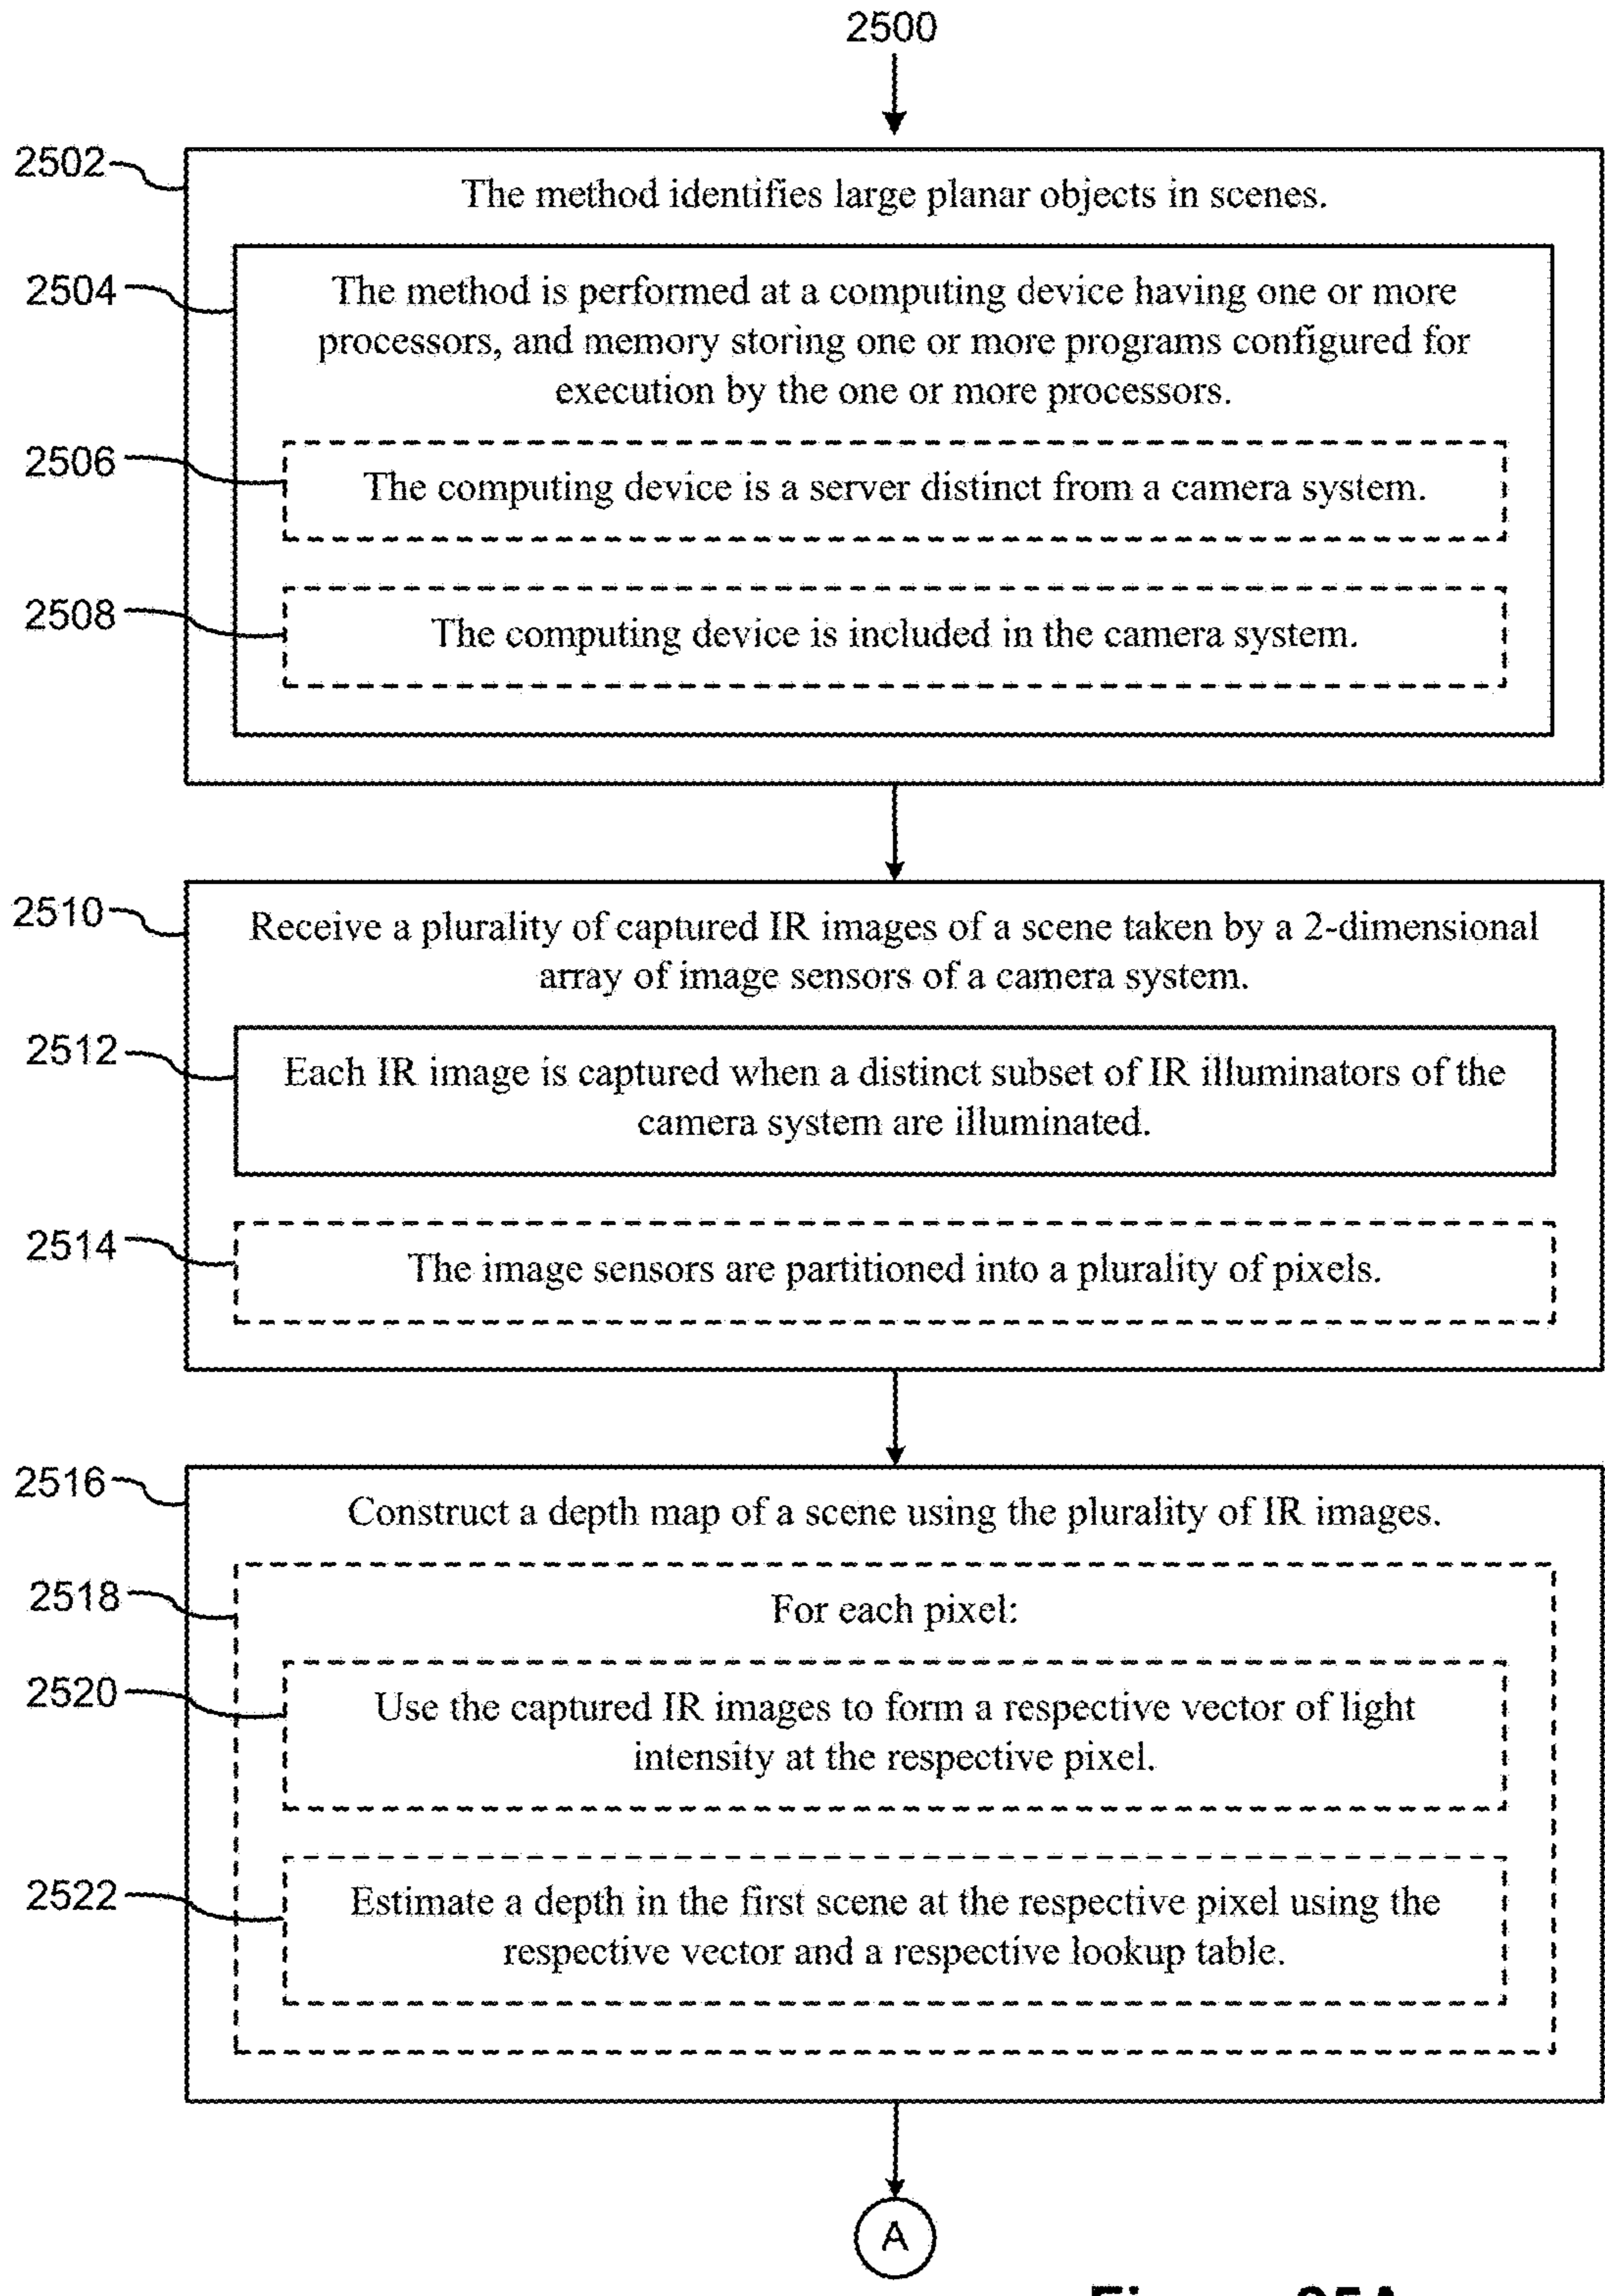 2500
2502
The method identifies large planar objects in scenes.
2504
The method is performed at a computing device having one or more
processors, and memory storing one or more programs configured for
execution by the one or more processors.
2506
The computing device is a server distinct from a camera system.
2508
The computing device is included in the camera system.
2510
Receive a plurality of captured IR images of a scene taken by a 2-dimensional
array of image sensors of a camera system.
2512
Each IR image is captured when a distinct subset of IR illuminators of the
camera system are illuminated.
2514
The image sensors are partitioned into a plurality of pixels.
2516
Construct a depth map of a scene using the plurality of IR images.
2518
For each pixel:
2520
Use the captured IR images to form a respective vector of light
intensity at the respective pixel.
2522
Estimate a depth in the first scene at the respective pixel using the
respective vector and a respective lookup table.
A